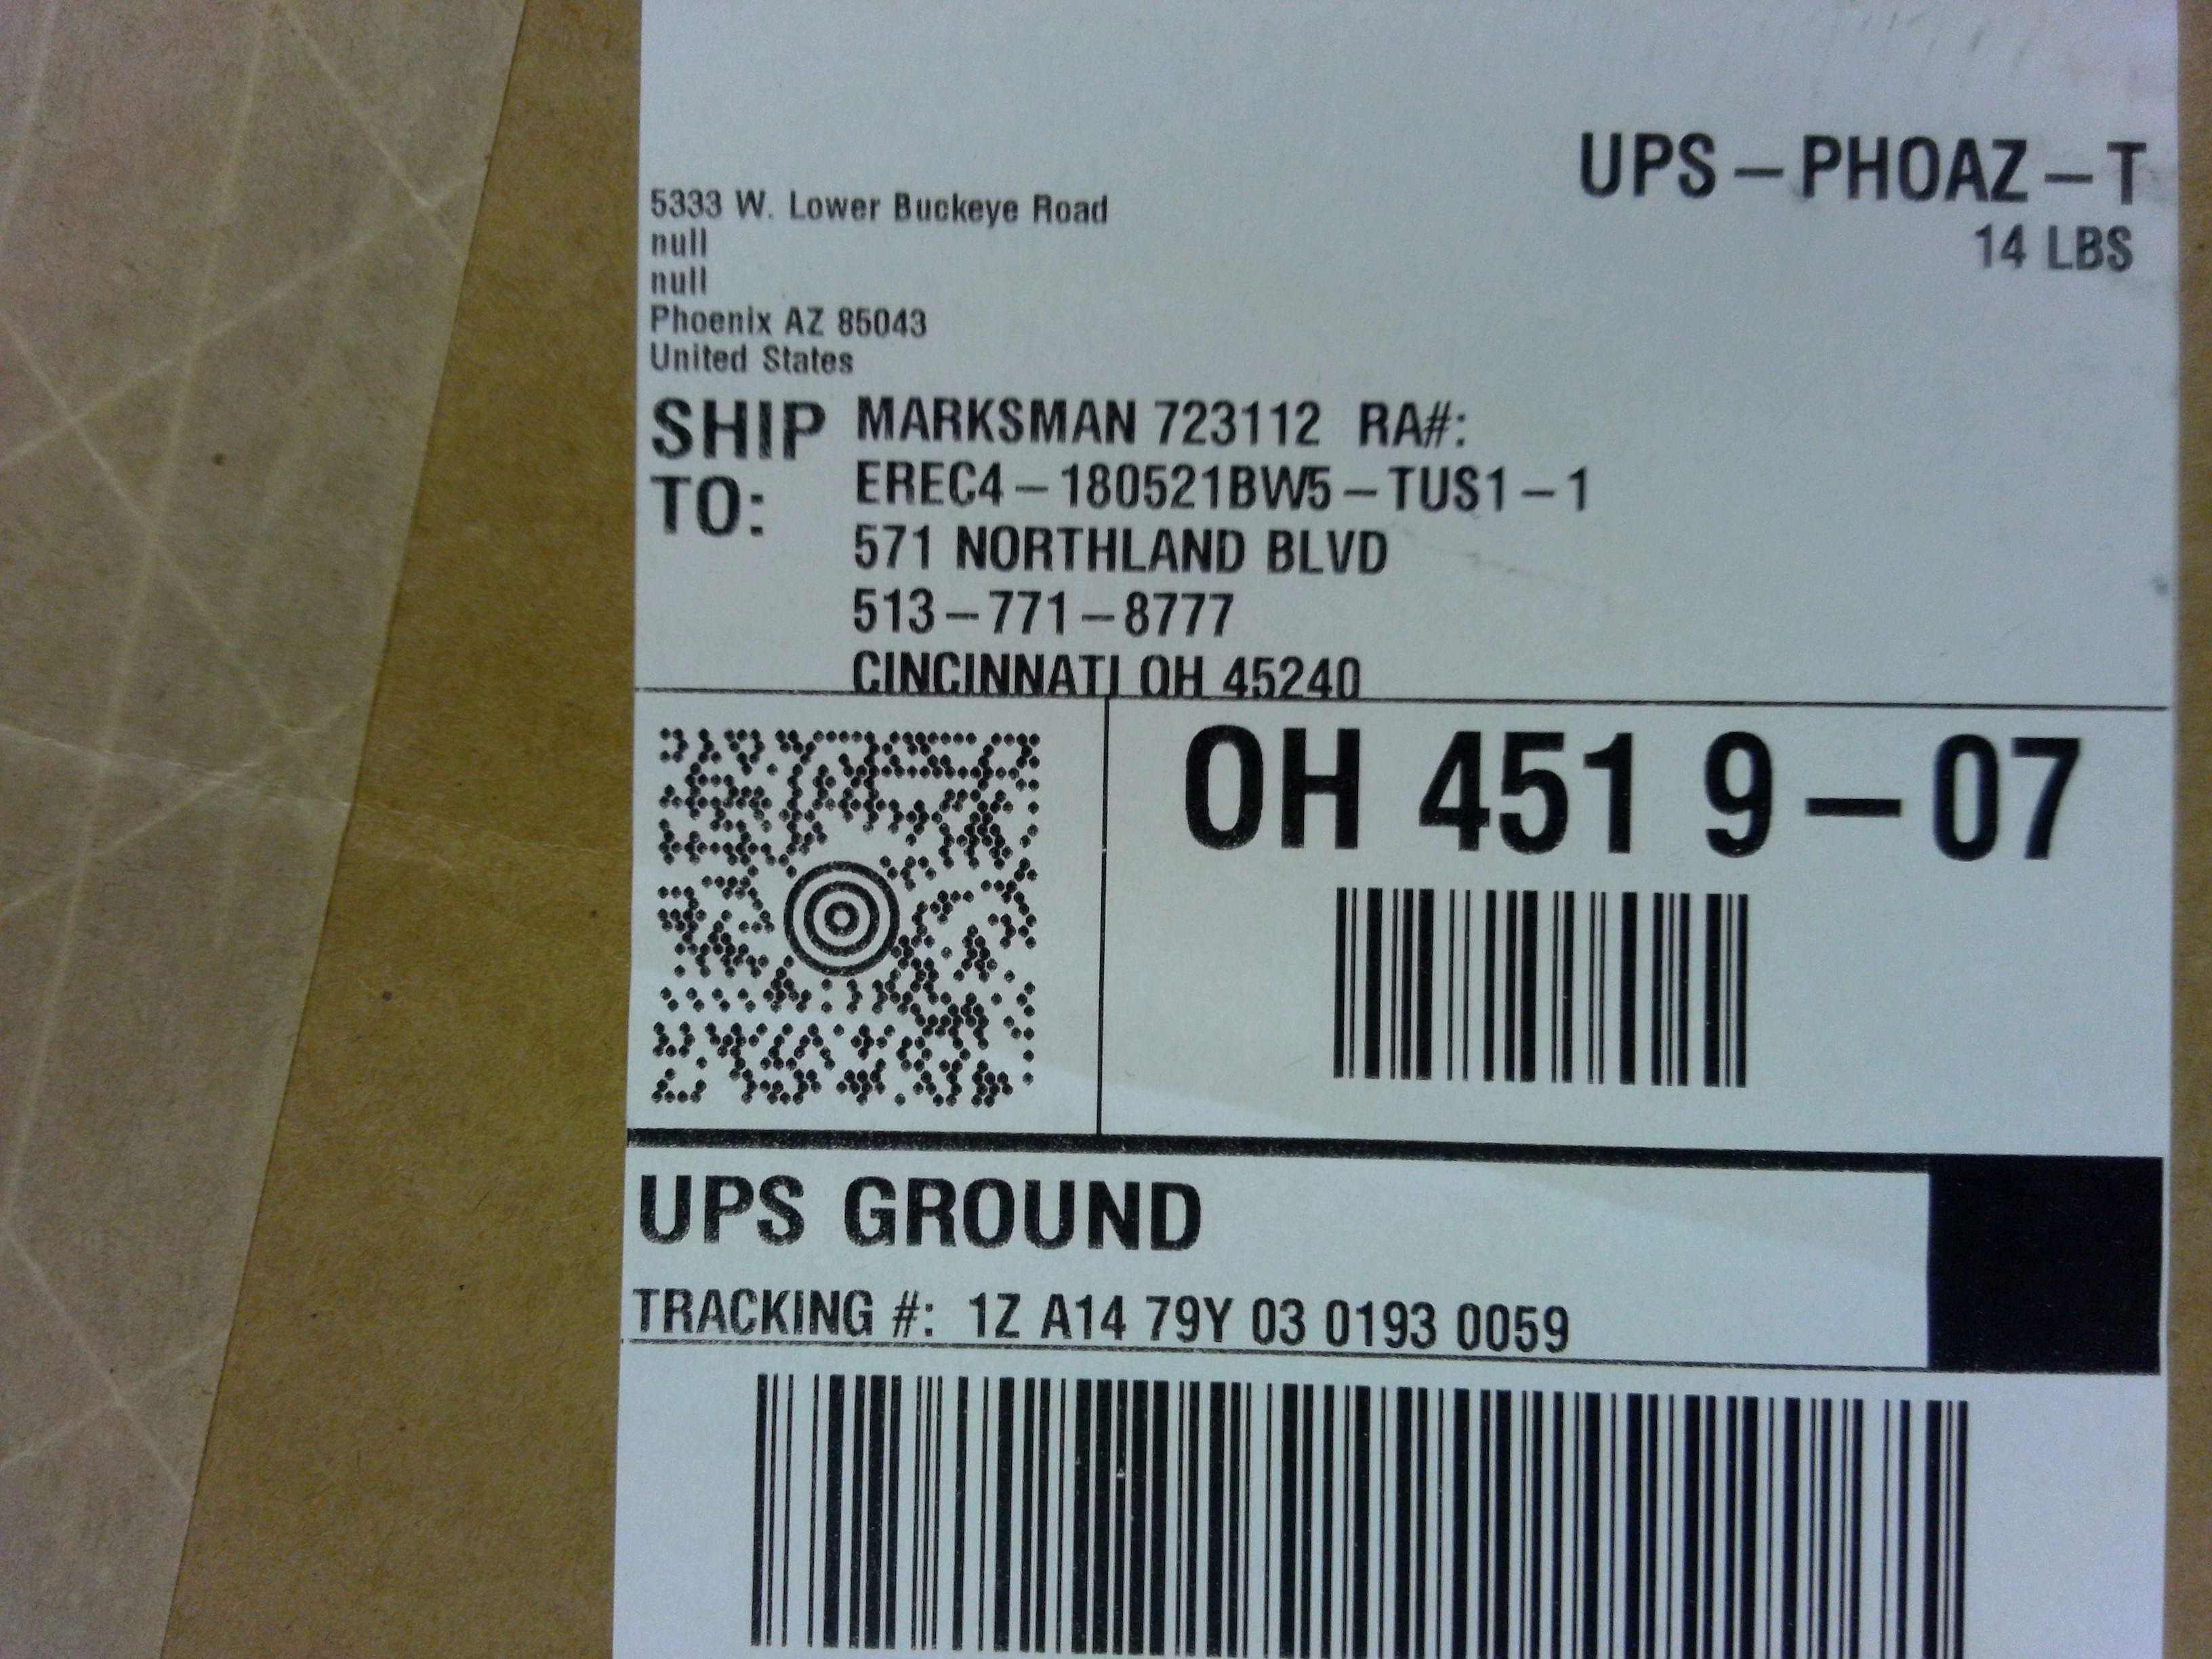 UPS – PHOAZ – T
14 LBS
5333 W. Lower Buckeye Road
null
null
Phoenix AZ 85043
United States
SHIP TO:
MARKSMAN 723112 RA#:
EREC4 – 180521BW5 – TUS1 – 1
571 NORTHLAND BLVD
513 – 771 – 8777
CINCINNATI OH 45240
OH 451 9 – 07
UPS GROUND
TRACKING #: 1Z A14 79Y 03 0193 0059